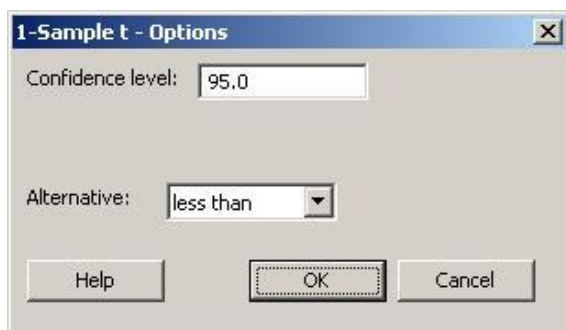 1-Sample t - Options
Confidence level: 95.0
Alternative: less than
Help OK Cancel